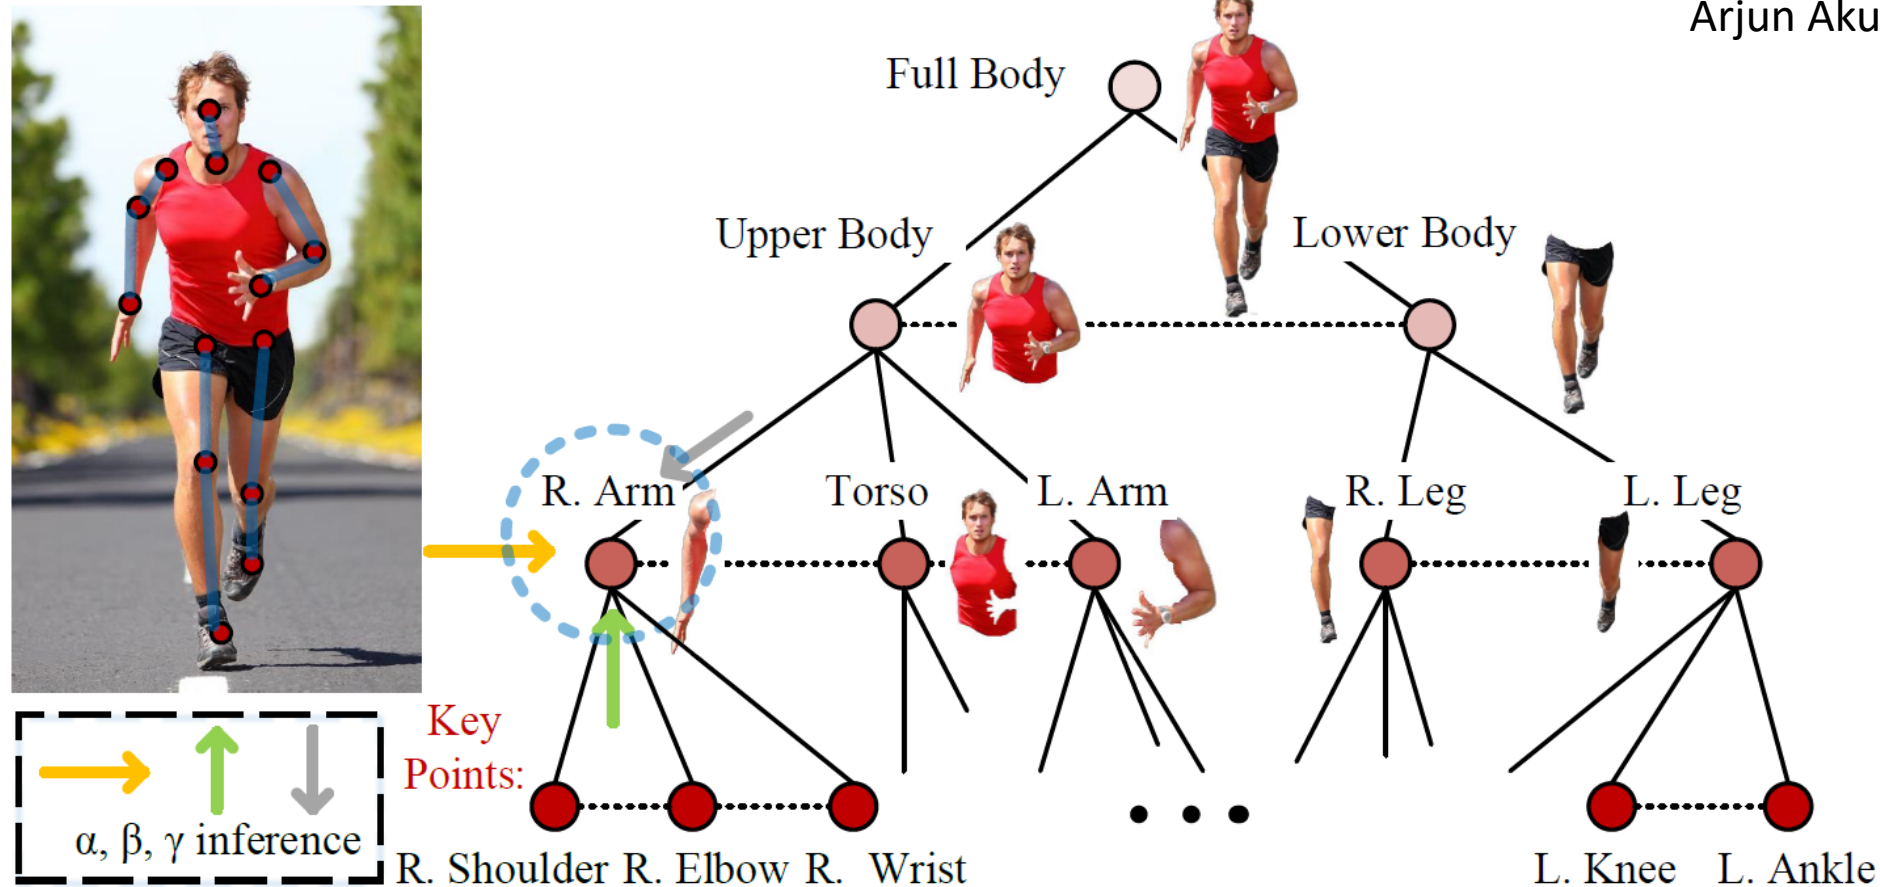 Arjun Aku
Full Body
Upper Body
Lower Body
R. Arm
Torso
L. Arm
R. Leg
L. Leg
Key
Points:
α, β, γ inference
R. Shoulder R. Elbow R. Wrist
L. Knee L. Ankle